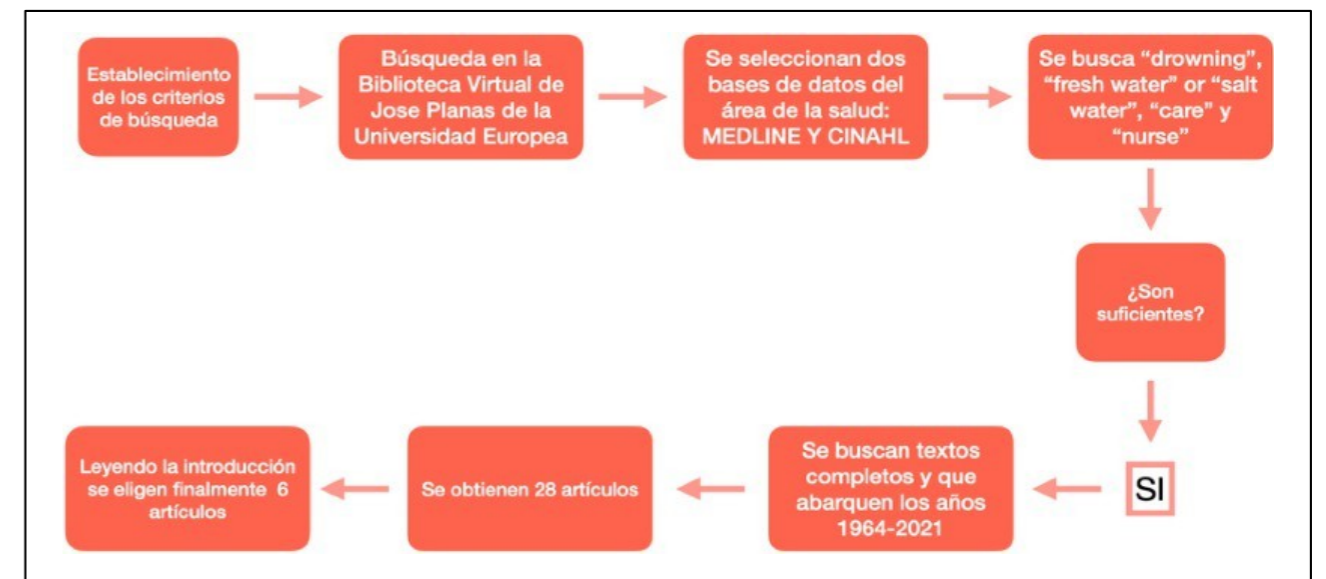 Establecimiento
de los criterios
de búsqueda
Búsqueda en la
Biblioteca Virtual de
Jose Planas de la
Universidad Europea
Se seleccionan dos
bases de datos del
área de la salud:
MEDLINE Y CINAHL
Se busca “drowning”,
“fresh water” or “salt
water”, “care” y
“nurse”
¿Son
suficientes?
SI
Se buscan textos
completos y que
abarquen los años
1964-2021
Se obtienen 28 artículos
Leyendo la introducción
se eligen finalmente 6
artículos